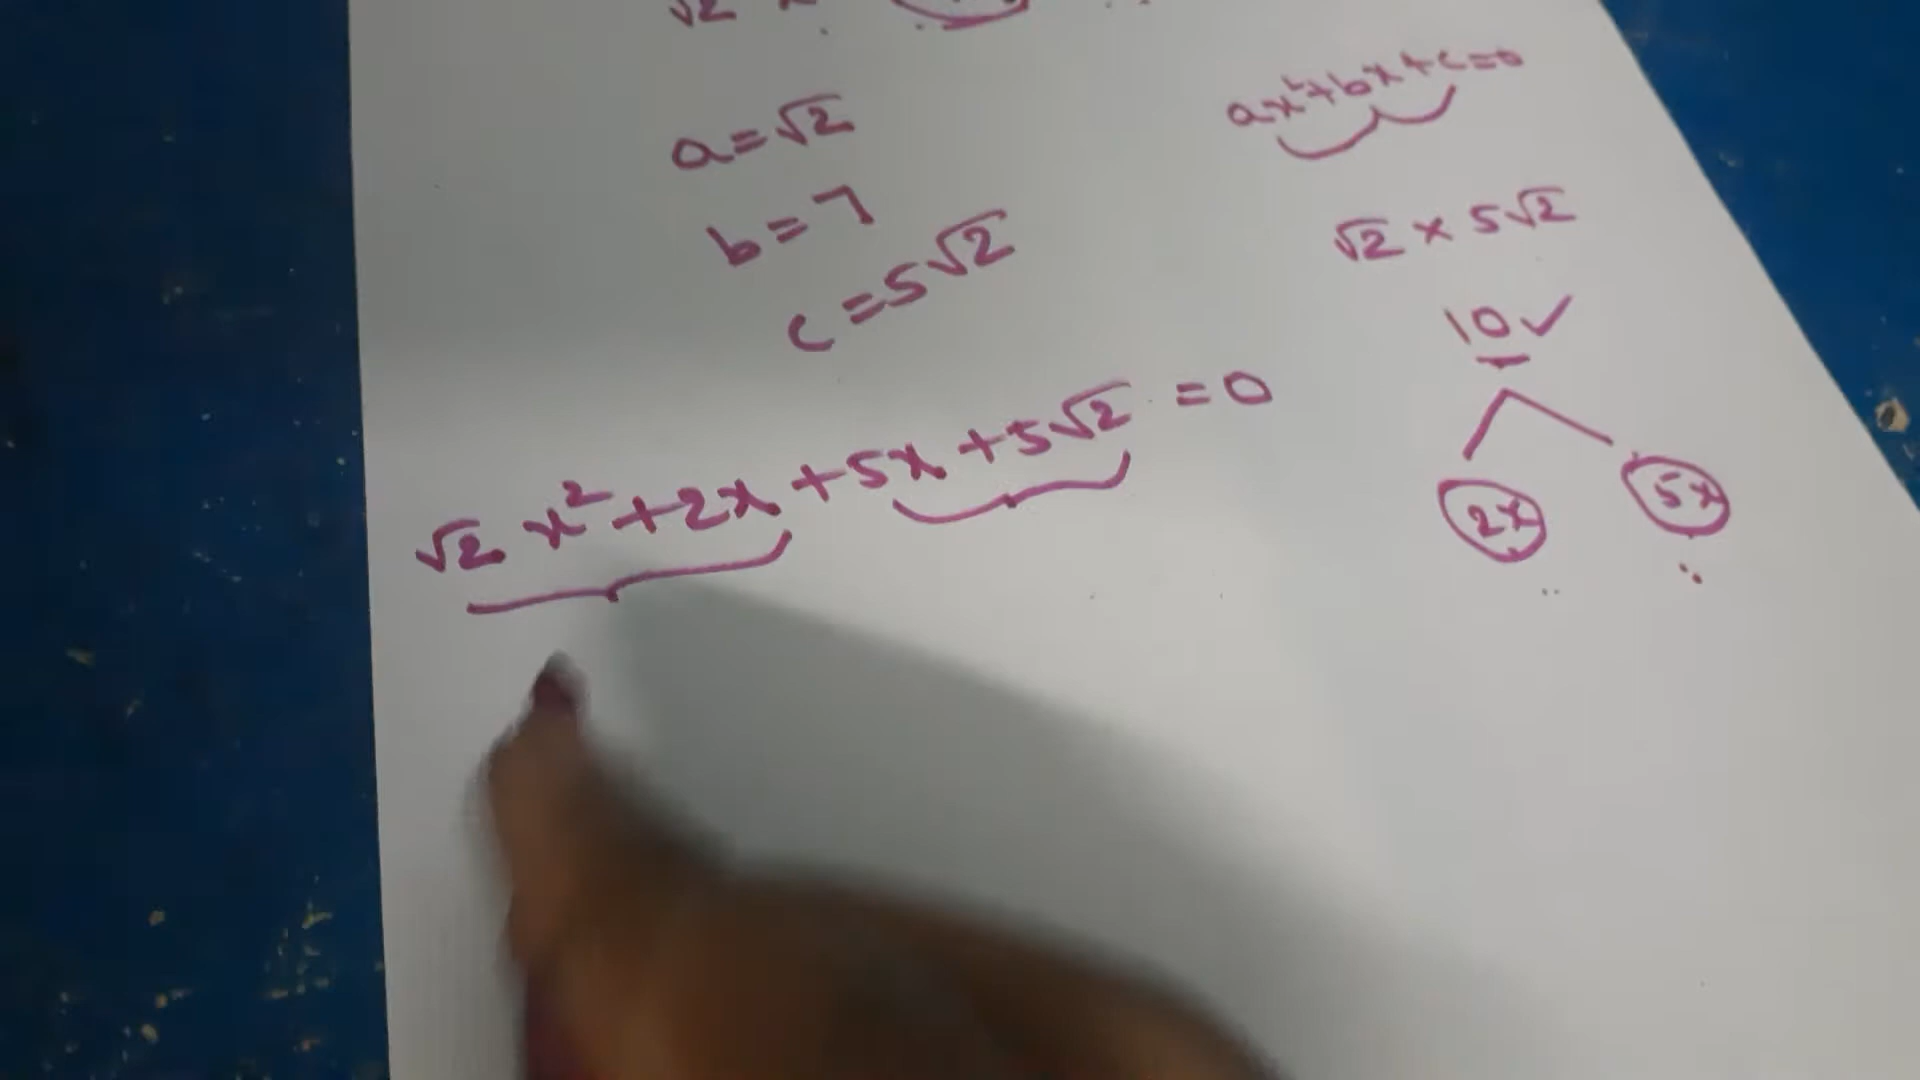 √2 x
a=√2
b=7
c=5√2
ax²+bx+c=0
√2 × 5√2
10✓
2x 5x
√2 x²+2x+5x+5√2 =0